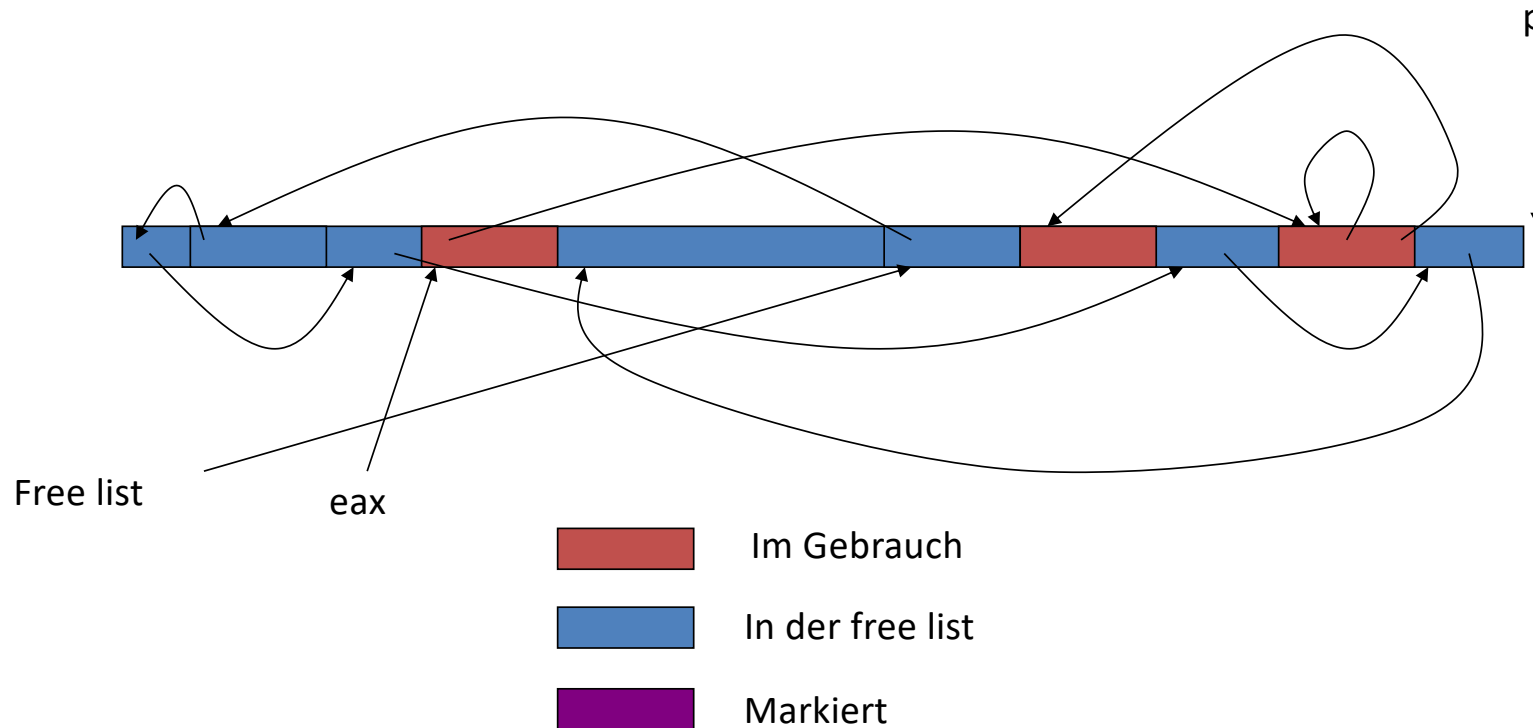 p
Free list
eax
Im Gebrauch
In der free list
Markiert